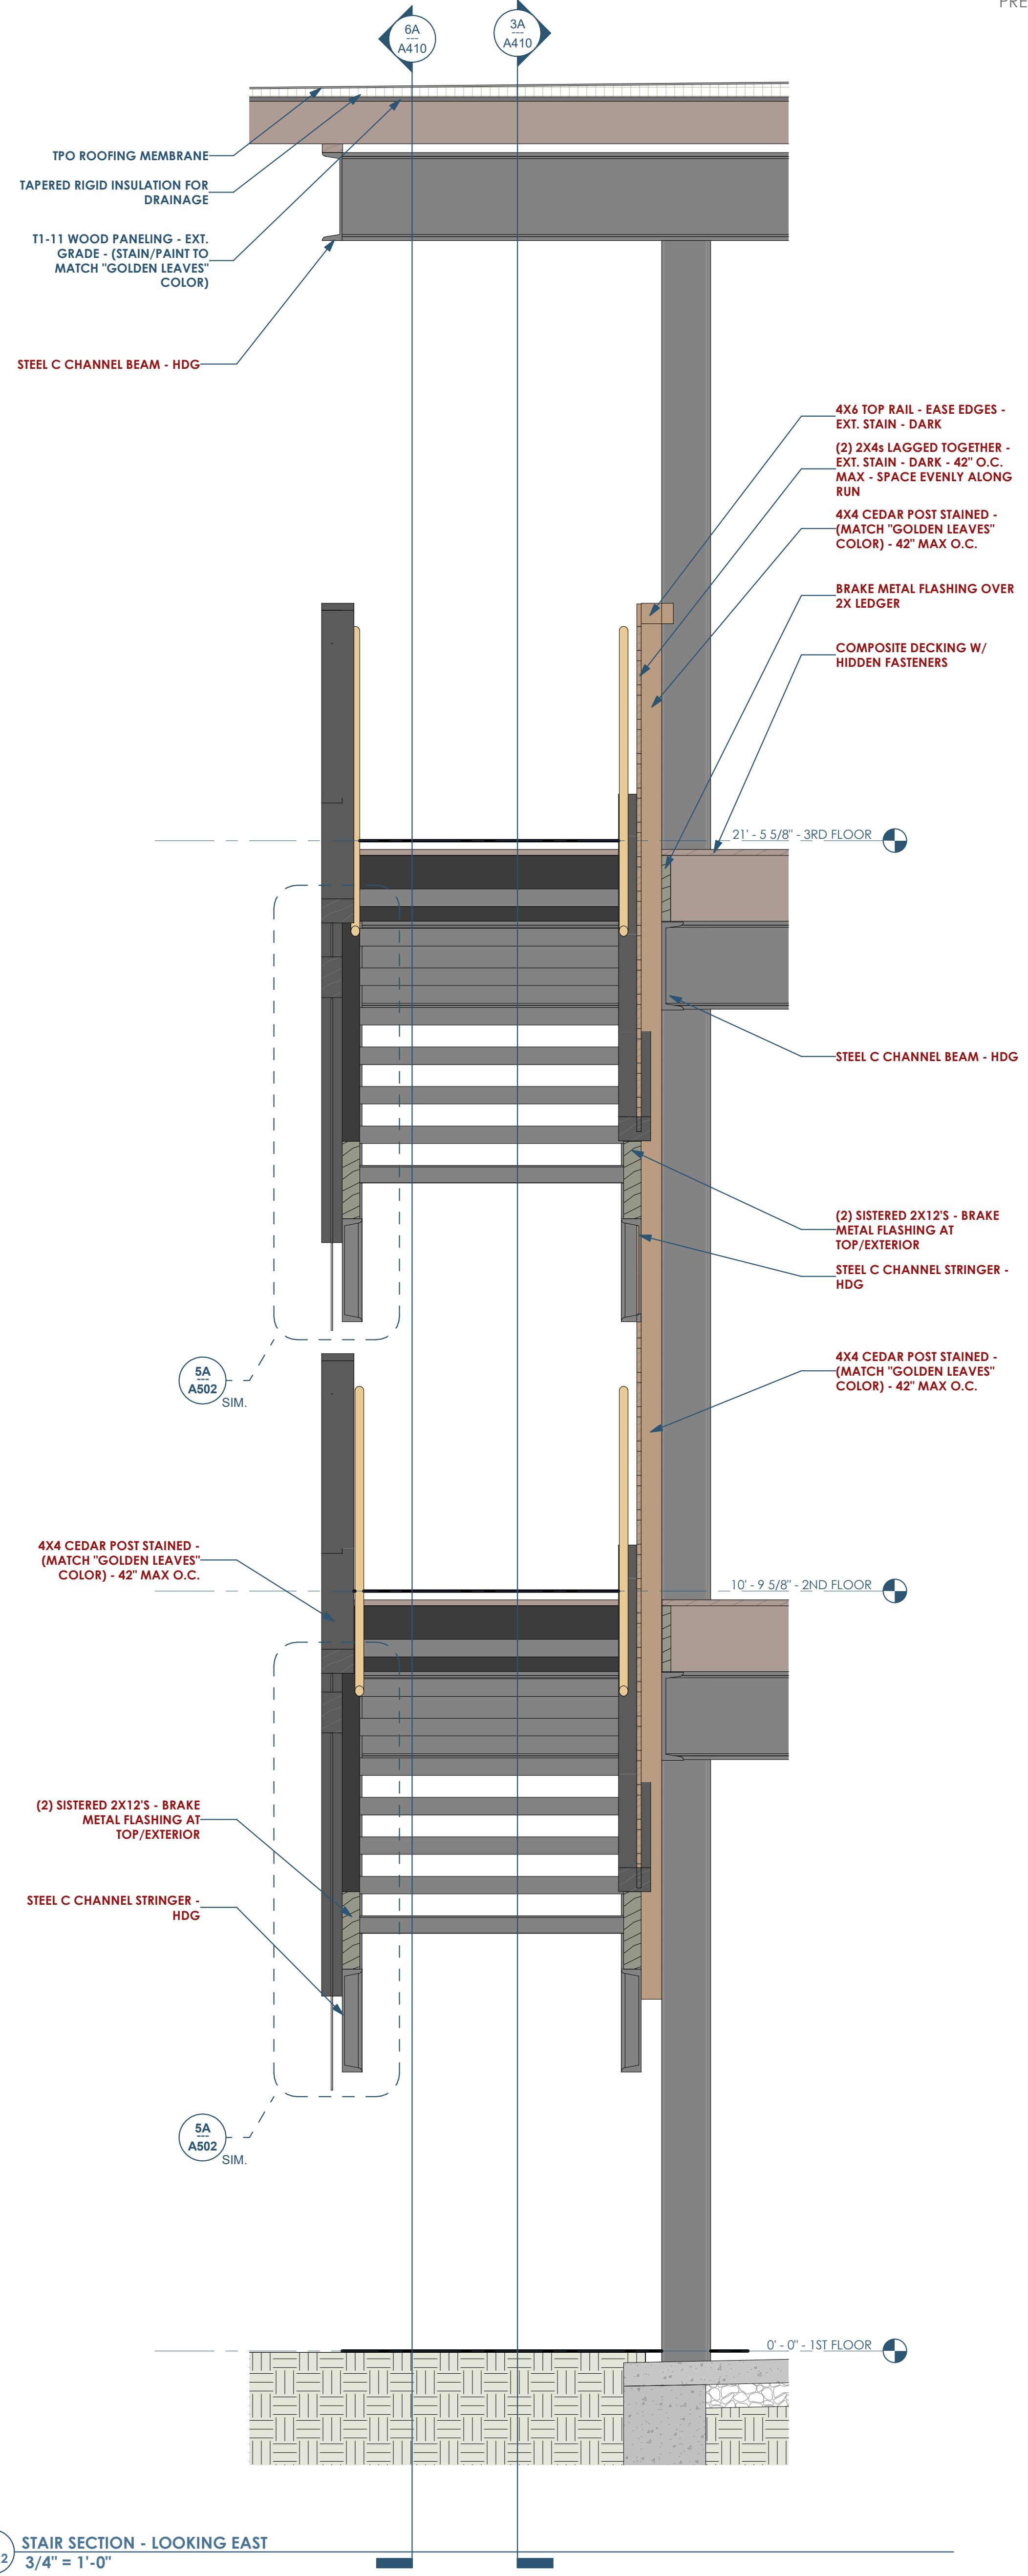 PRE
6A
---
A410
3A
---
A410
TPO ROOFING MEMBRANE
TAPERED RIGID INSULATION FOR
DRAINAGE
T1-11 WOOD PANELING - EXT.
GRADE - (STAIN/PAINT TO
MATCH "GOLDEN LEAVES"
COLOR)
STEEL C CHANNEL BEAM - HDG
4X6 TOP RAIL - EASE EDGES -
EXT. STAIN - DARK
(2) 2X4s LAGGED TOGETHER -
EXT. STAIN - DARK - 42" O.C.
MAX - SPACE EVENLY ALONG
RUN
4X4 CEDAR POST STAINED -
(MATCH "GOLDEN LEAVES"
COLOR) - 42" MAX O.C.
BRAKE METAL FLASHING OVER
2X LEDGER
COMPOSITE DECKING W/
HIDDEN FASTENERS
21' - 5 5/8" - 3RD FLOOR
STEEL C CHANNEL BEAM - HDG
(2) SISTERED 2X12'S - BRAKE
METAL FLASHING AT
TOP/EXTERIOR
STEEL C CHANNEL STRINGER -
HDG
4X4 CEDAR POST STAINED -
(MATCH "GOLDEN LEAVES"
COLOR) - 42" MAX O.C.
5A
---
A502
SIM.
4X4 CEDAR POST STAINED -
(MATCH "GOLDEN LEAVES"
COLOR) - 42" MAX O.C.
10' - 9 5/8" - 2ND FLOOR
(2) SISTERED 2X12'S - BRAKE
METAL FLASHING AT
TOP/EXTERIOR
STEEL C CHANNEL STRINGER -
HDG
5A
---
A502
SIM.
0' - 0" - 1ST FLOOR
2
STAIR SECTION - LOOKING EAST
3/4" = 1'-0"